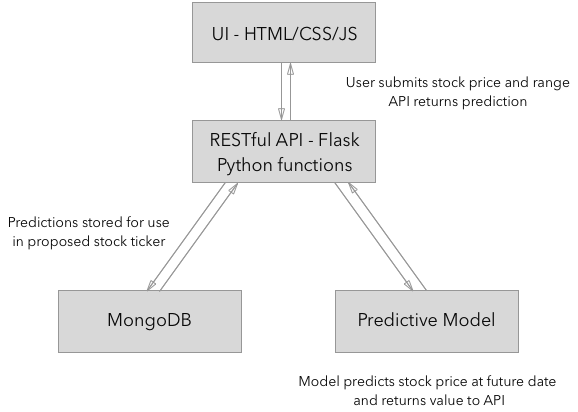 UI - HTML/CSS/JS
User submits stock price and range
API returns prediction
RESTful API - Flask
Python functions
Predictions stored for use
in proposed stock ticker
MongoDB
Predictive Model
Model predicts stock price at future date
and returns value to API